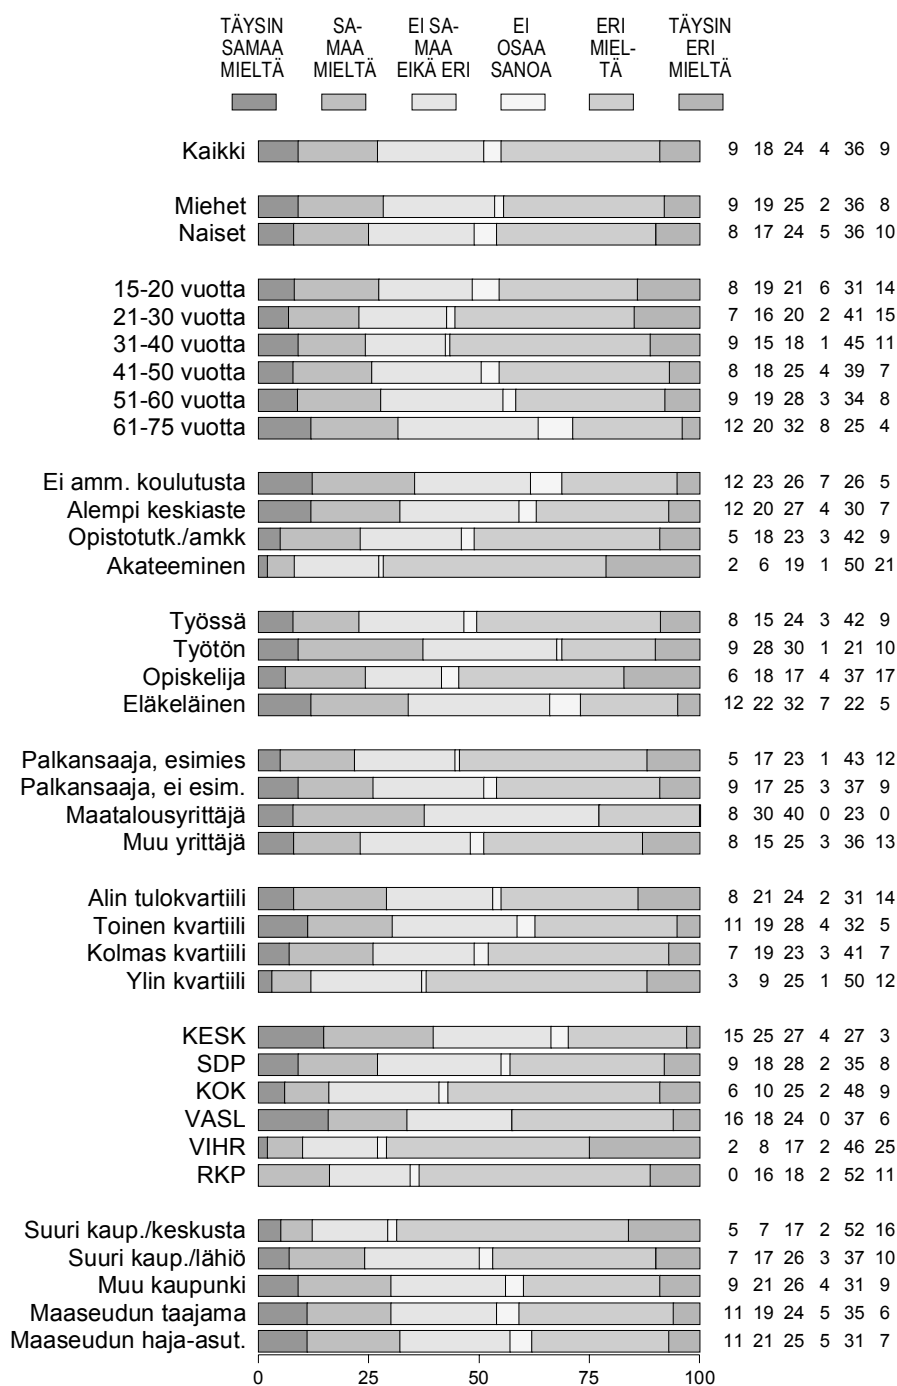 TÄYSIN SA- EI SA- EI ERI TÄYSIN
SAMAA MAA MAA OSAA MIEL- ERI
MIELTÄ MIELTÄ EIKÄ ERI SANOA TÄ MIELTÄ
Kaikki 9 18 24 4 36 9
Miehet 9 19 25 2 36 8
Naiset 8 17 24 5 36 10
15-20 vuotta 8 19 21 6 31 14
21-30 vuotta 7 16 20 2 41 15
31-40 vuotta 9 15 18 1 45 11
41-50 vuotta 8 18 25 4 39 7
51-60 vuotta 9 19 28 3 34 8
61-75 vuotta 12 20 32 8 25 4
Ei amm. koulutusta 12 23 26 7 26 5
Alempi keskiaste 12 20 27 4 30 7
Opistotutk./amkk 5 18 23 3 42 9
Akateeminen 2 6 19 1 50 21
Työssä 8 15 24 3 42 9
Työtön 9 28 30 1 21 10
Opiskelija 6 18 17 4 37 17
Eläkeläinen 12 22 32 7 22 5
Palkansaaja, esimies 5 17 23 1 43 12
Palkansaaja, ei esim. 9 17 25 3 37 9
Maatalousyrittäjä 8 30 40 0 23 0
Muu yrittäjä 8 15 25 3 36 13
Alin tulokvartiili 8 21 24 2 31 14
Toinen kvartiili 11 19 28 4 32 5
Kolmas kvartiili 7 19 23 3 41 7
Ylin kvartiili 3 9 25 1 50 12
KESK 15 25 27 4 27 3
SDP 9 18 28 2 35 8
KOK 6 10 25 2 48 9
VASL 16 18 24 0 37 6
VIHR 2 8 17 2 46 25
RKP 0 16 18 2 52 11
Suuri kaup./keskusta 5 7 17 2 52 16
Suuri kaup./lähiö 7 17 26 3 37 10
Muu kaupunki 9 21 26 4 31 9
Maaseudun taajama 11 19 24 5 35 6
Maaseudun haja-asut. 11 21 25 5 31 7
0 25 50 75 100